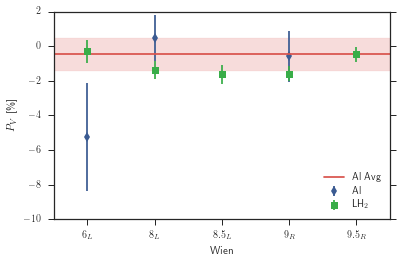 2
0
−2
−4
−6
−8
−10
P_V [%]
6_L
8_L
8.5_L
9_R
9.5_R
Wien
Al Avg
Al
LH₂